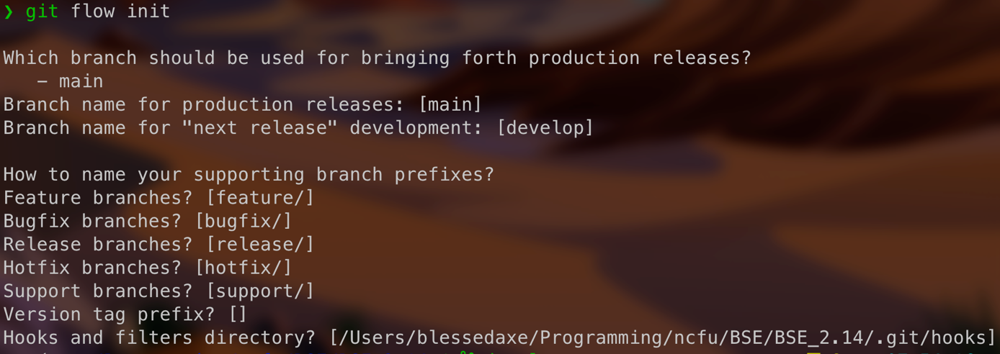 ❯ git flow init
Which branch should be used for bringing forth production releases?
- main
Branch name for production releases: [main]
Branch name for "next release" development: [develop]
How to name your supporting branch prefixes?
Feature branches? [feature/]
Bugfix branches? [bugfix/]
Release branches? [release/]
Hotfix branches? [hotfix/]
Support branches? [support/]
Version tag prefix? []
Hooks and filters directory? [/Users/blessedaxe/Programming/ncfu/BSE/BSE_2.14/.git/hooks]